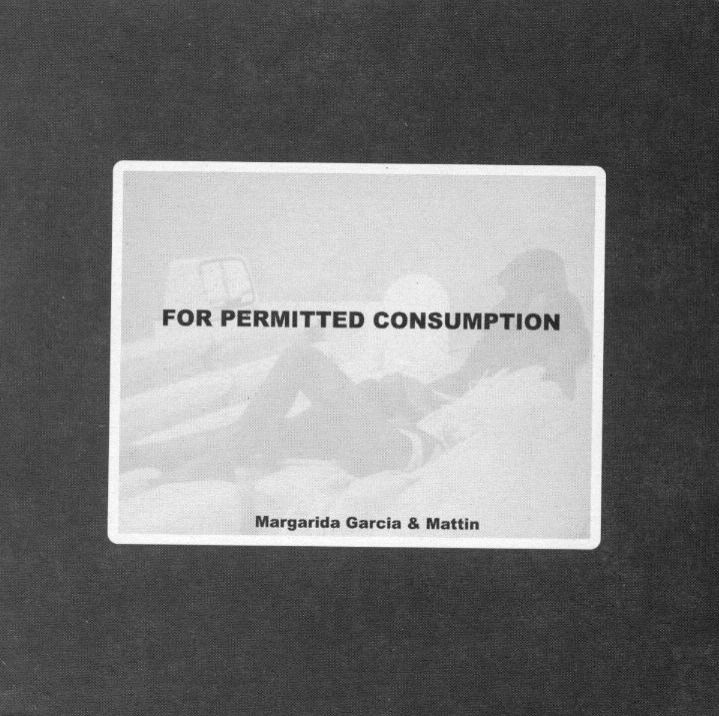 FOR PERMITTED CONSUMPTION
Margarida Garcia & Mattin